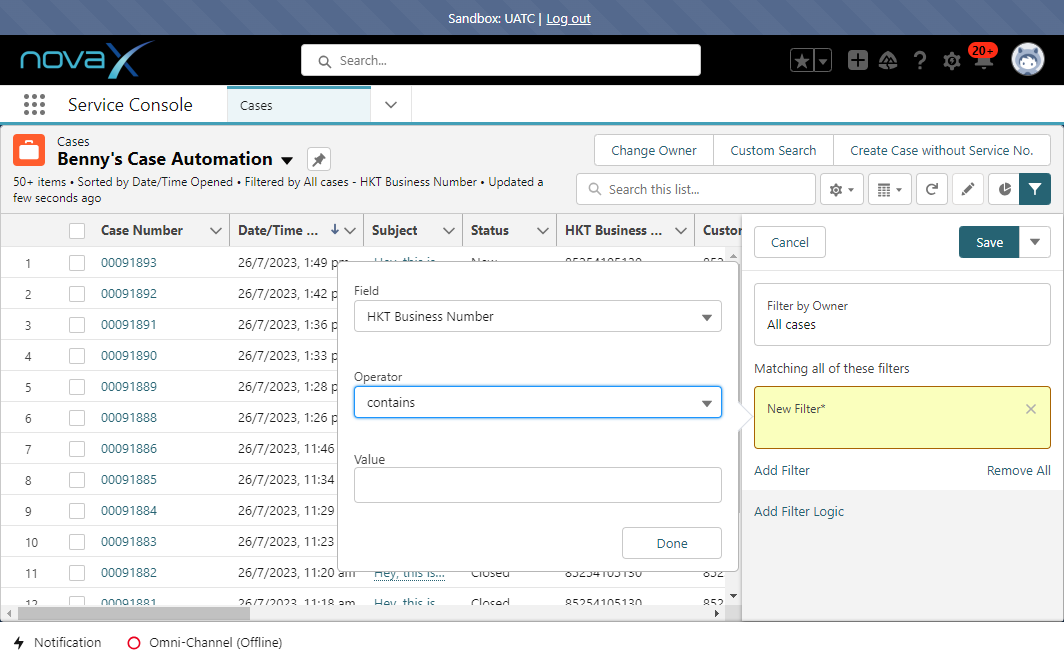 Sandbox: UATC | Log out
novaX
Search...
20+
Service Console
Cases
Cases
Benny's Case Automation
50+ items • Sorted by Date/Time Opened • Filtered by All cases - HKT Business Number • Updated a
few seconds ago
Change Owner
Custom Search
Create Case without Service No.
Search this list...
Case Number
Date/Time ...
Subject
Status
HKT Business ...
Custor
1 00091893 26/7/2023, 1:49 pm Hey, this is... New 85254105130 852
2 00091892 26/7/2023, 1:42 p
3 00091891 26/7/2023, 1:36 p
4 00091890 26/7/2023, 1:33 p
5 00091889 26/7/2023, 1:28 p
6 00091888 26/7/2023, 1:26 p
7 00091886 26/7/2023, 11:46
8 00091885 26/7/2023, 11:34
9 00091884 26/7/2023, 11:29
10 00091883 26/7/2023, 11:23
11 00091882 26/7/2023, 11:20 am Hey, this is... Closed 85254105130 852
12 00091881 26/7/2023, 11:18 am Hey, this is Closed 85254105130 852
Field
HKT Business Number
Operator
contains
Value
Done
Cancel
Save
Filter by Owner
All cases
Matching all of these filters
New Filter*
Add Filter
Remove All
Add Filter Logic
Notification
Omni-Channel (Offline)